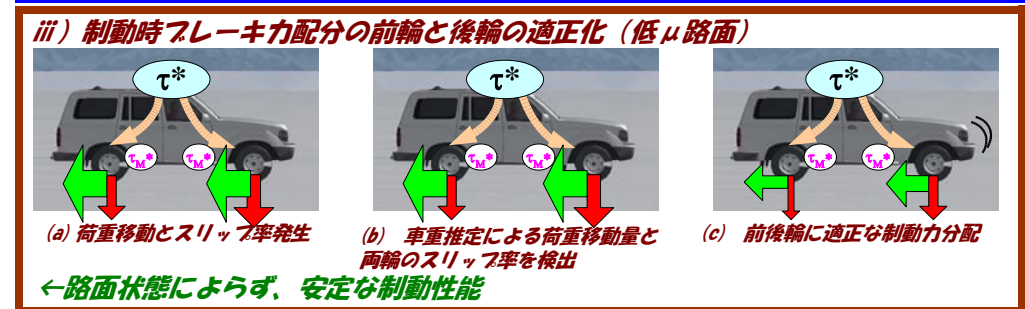 ⅲ）制動時ブレーキ力配分の前輪と後輪の適正化（低μ路面）
τ*
τ*
τ*
τM*
τM*
τM*
τM*
τM*
τM*
(a) 荷重移動とスリップ率発生
(b) 車重推定による荷重移動量と
両輪のスリップ率を検出
(c) 前後輪に適正な制動力分配
←路面状態によらず、安定な制動性能